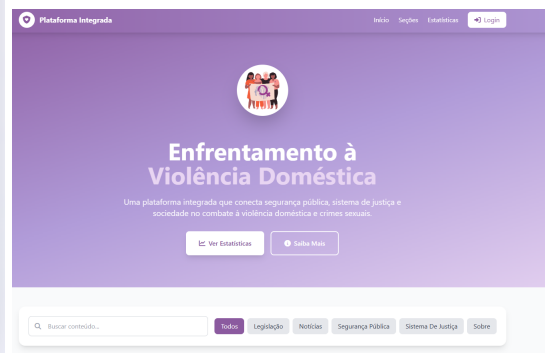 Plataforma Integrada
Início Seções Estatísticas Login
Enfrentamento à
Violência Doméstica
Uma plataforma integrada que conecta segurança pública, sistema de justiça e
sociedade no combate à violência doméstica e crimes sexuais.
Ver Estatísticas Saiba Mais
Buscar conteúdo...
Todos Legislação Notícias Segurança Pública Sistema De Justiça Sobre